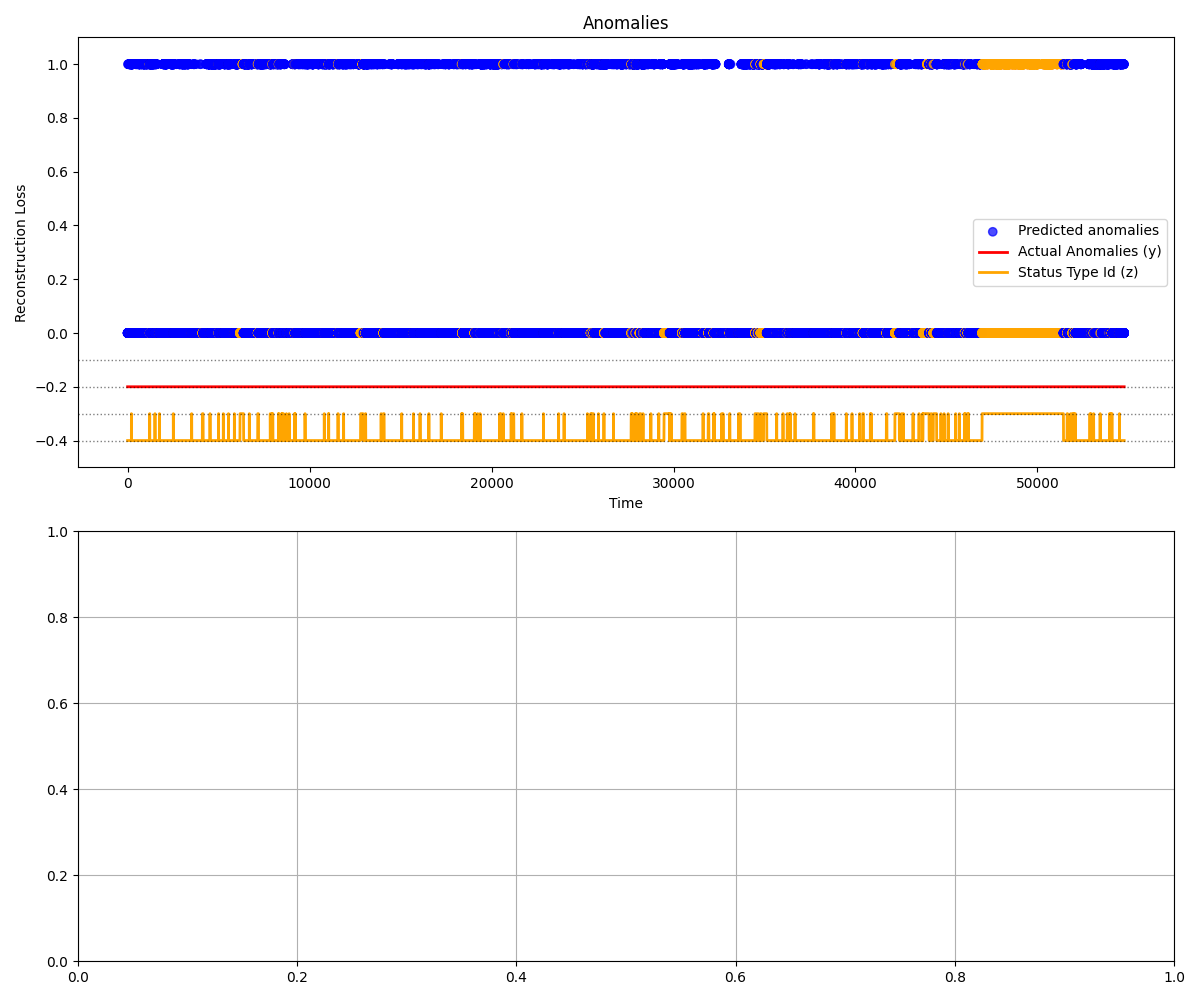 Anomalies
1.0
0.8
0.6
0.4
0.2
0.0
−0.2
−0.4
Reconstruction Loss
Predicted anomalies
Actual Anomalies (y)
Status Type Id (z)
0 10000 20000 30000 40000 50000
Time
1.0
0.8
0.6
0.4
0.2
0.0
0.0 0.2 0.4 0.6 0.8 1.0